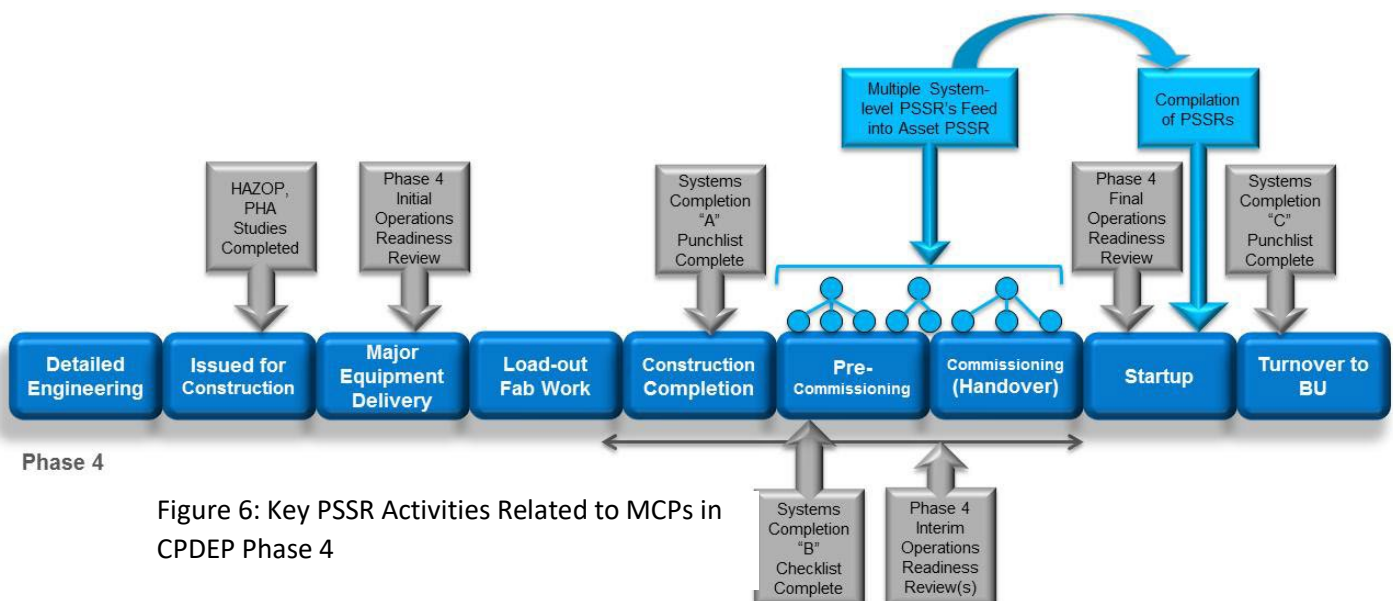 Multiple System-
level PSSR's Feed
into Asset PSSR
Compilation
of PSSRs
HAZOP,
PHA
Studies
Completed
Phase 4
Initial
Operations
Readiness
Review
Systems
Completion
"A"
Punchlist
Complete
Phase 4
Final
Operations
Readiness
Review
Systems
Completion
"C"
Punchlist
Complete
Detailed
Engineering
Issued for
Construction
Major
Equipment
Delivery
Load-out
Fab Work
Construction
Completion
Pre-
Commissioning
Commissioning
(Handover)
Startup
Turnover to
BU
Phase 4
Figure 6: Key PSSR Activities Related to MCPs in
CPDEP Phase 4
Systems
Completion
"B"
Checklist
Complete
Phase 4
Interim
Operations
Readiness
Review(s)